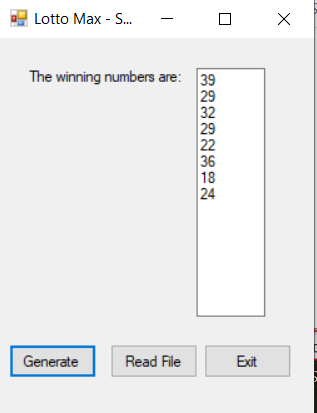 Lotto Max - S...
The winning numbers are:
39
29
32
29
22
36
18
24
Generate
Read File
Exit